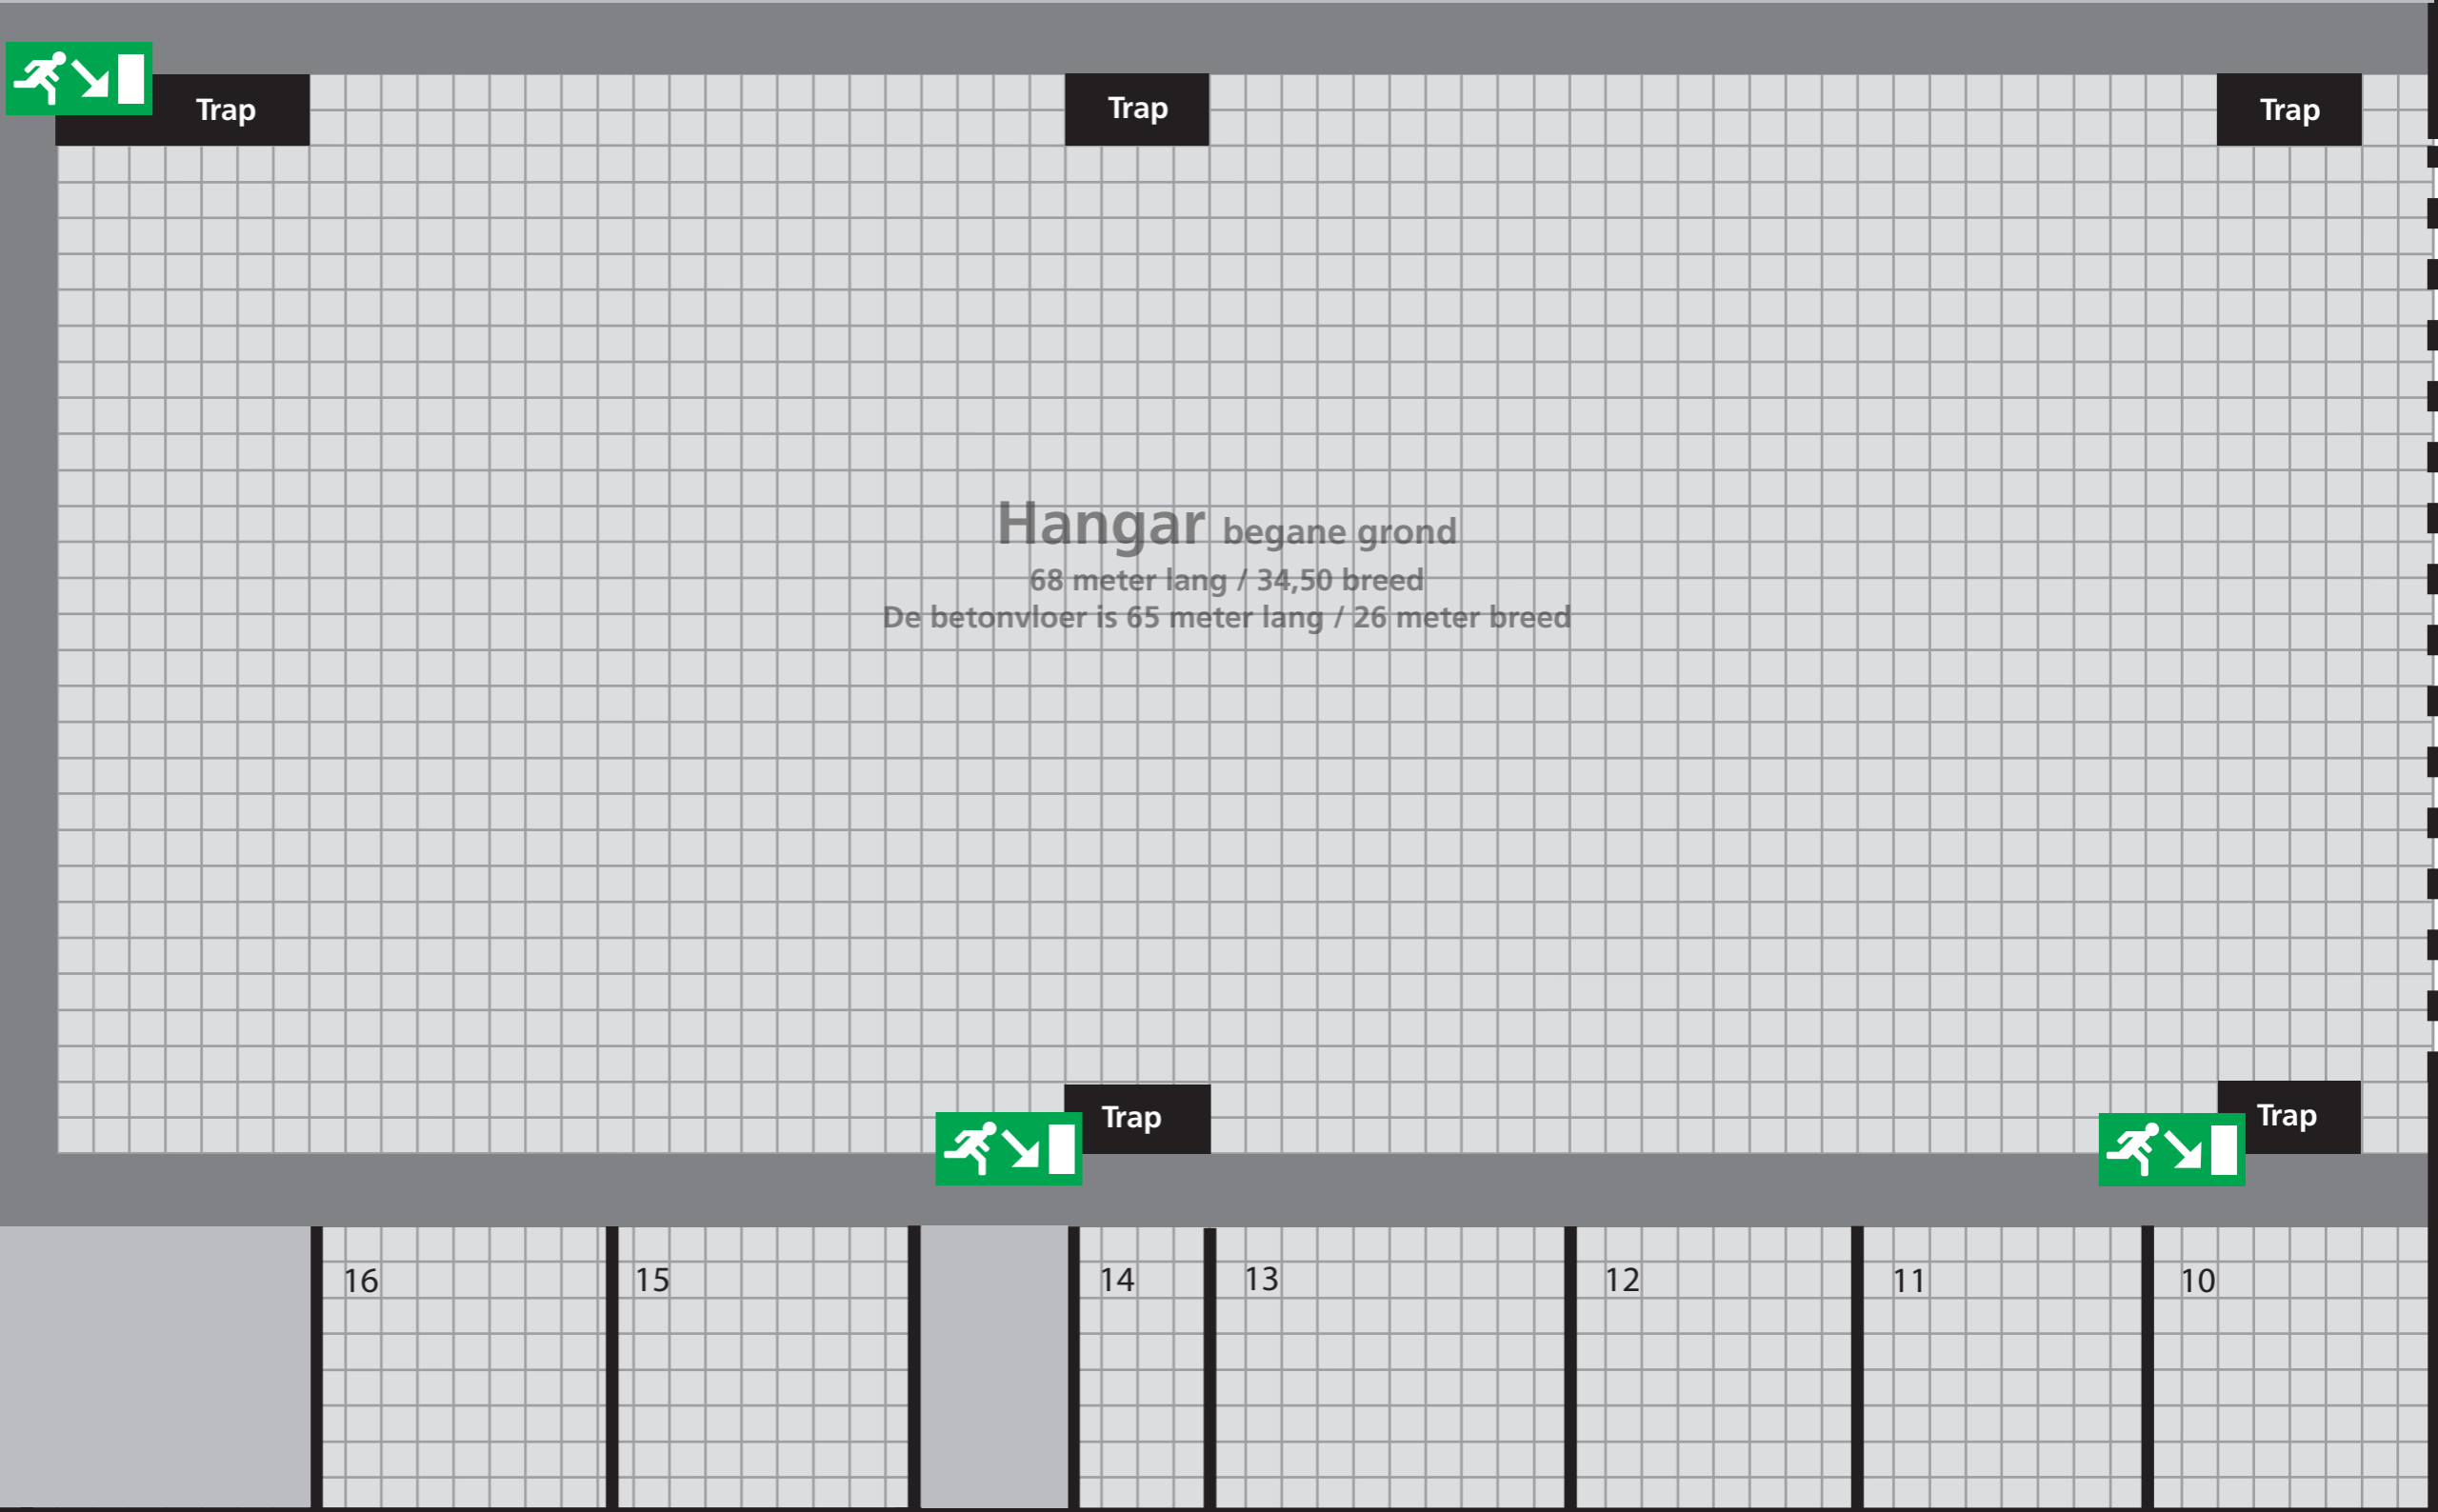 Trap
Trap
Trap
Hangar begane grond
68 meter lang / 34,50 breed
De betonvloer is 65 meter lang / 26 meter breed
Trap
Trap
16
15
14
13
12
11
10